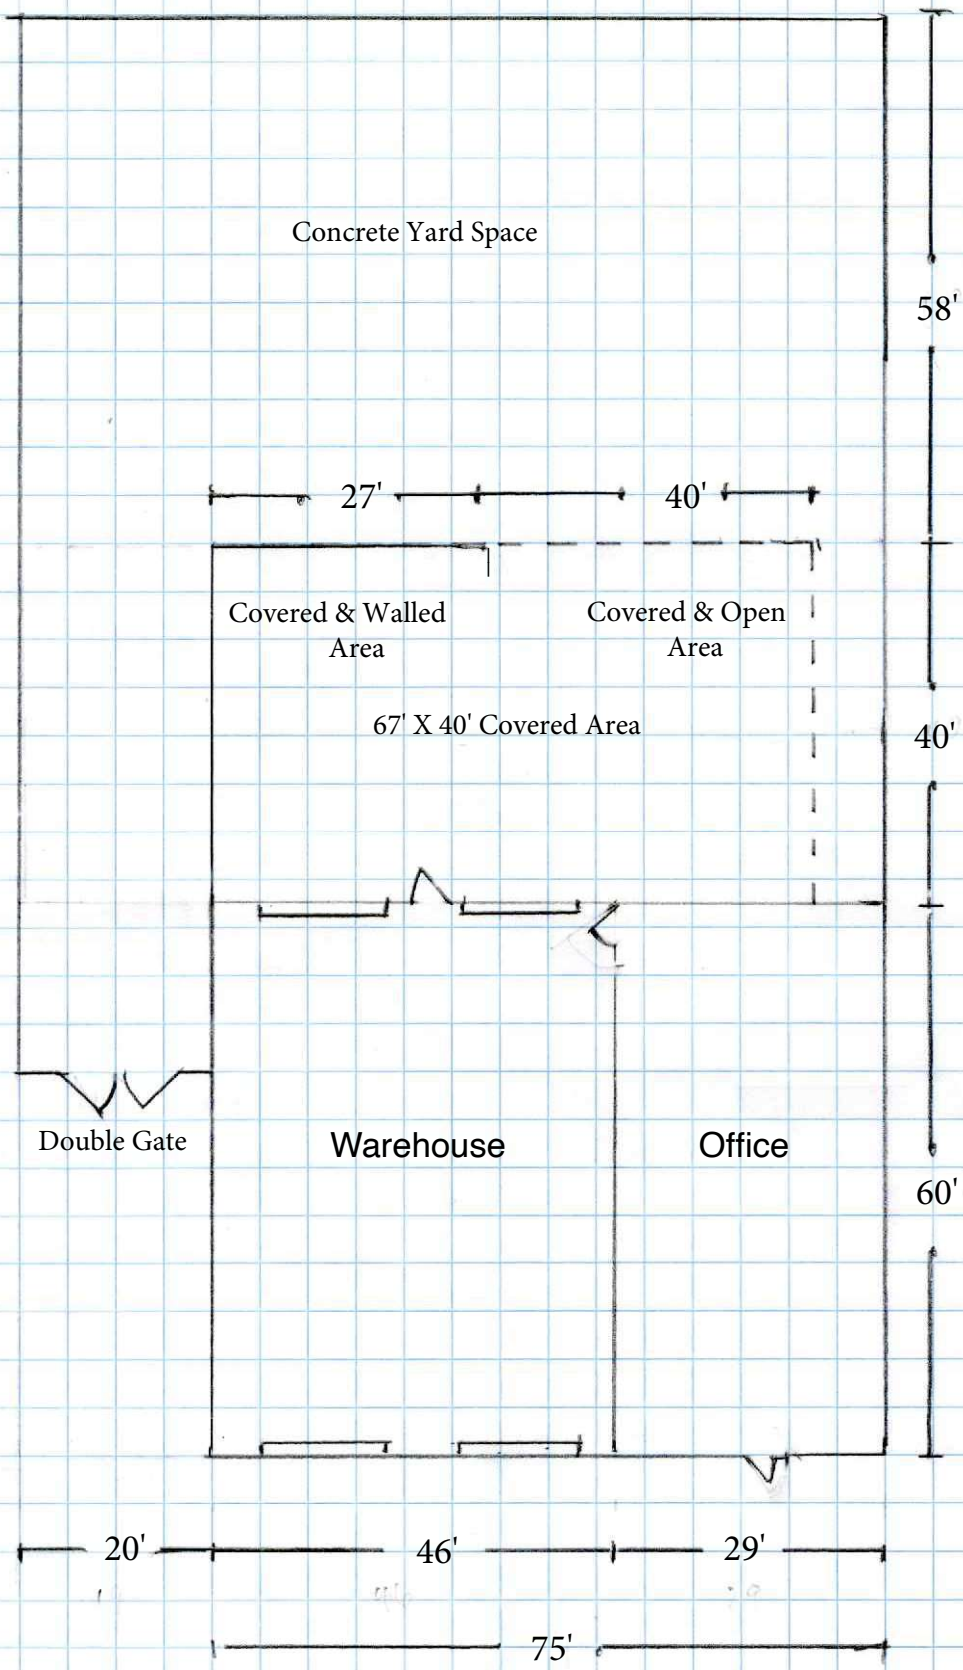 Concrete Yard Space
58'
27'
40'
Covered & Walled
Area
Covered & Open
Area
67' X 40' Covered Area
40'
Double Gate
Warehouse
Office
60'
20'
46'
29'
75'